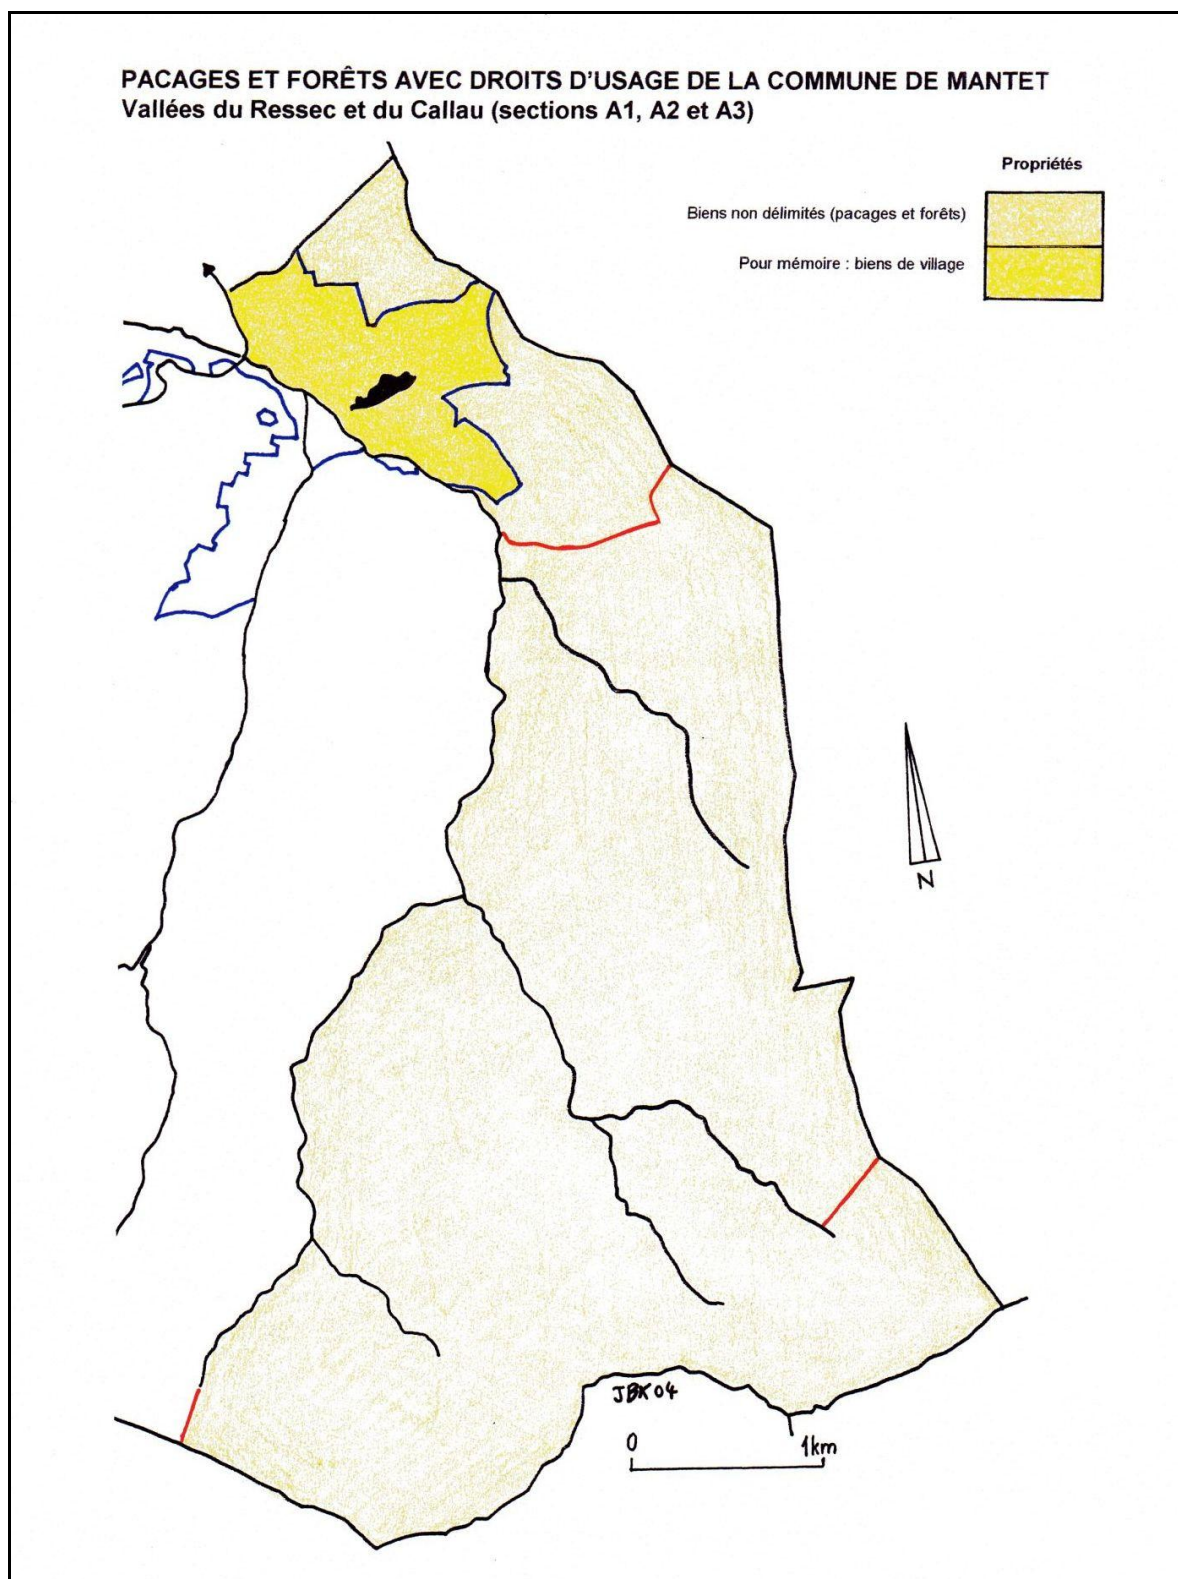 PACAGES ET FORÊTS AVEC DROITS D'USAGE DE LA COMMUNE DE MANTET
Vallées du Ressec et du Callau (sections A1, A2 et A3)
Propriétés
Biens non délimités (pacages et forêts)
Pour mémoire : biens de village
N
JBK04
0 1km